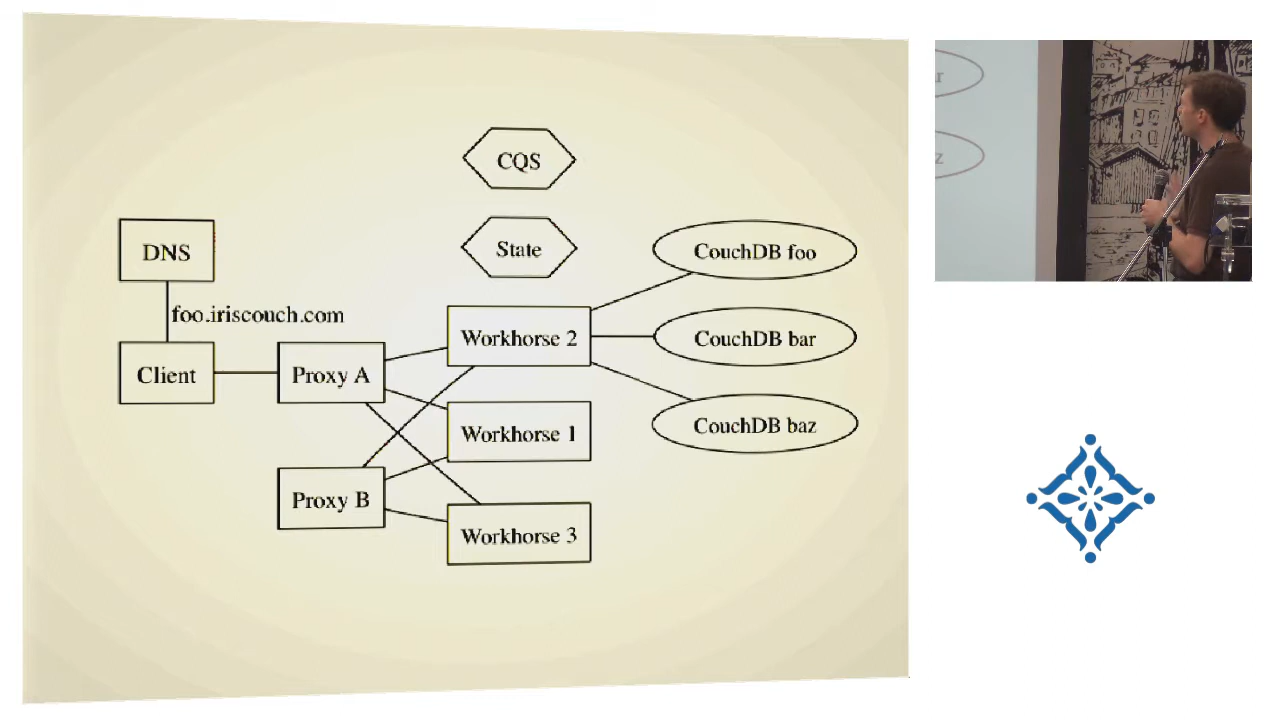 CQS
State
DNS
foo.iriscouch.com
Client
Proxy A
Proxy B
Workhorse 2
Workhorse 1
Workhorse 3
CouchDB foo
CouchDB bar
CouchDB baz
r
z